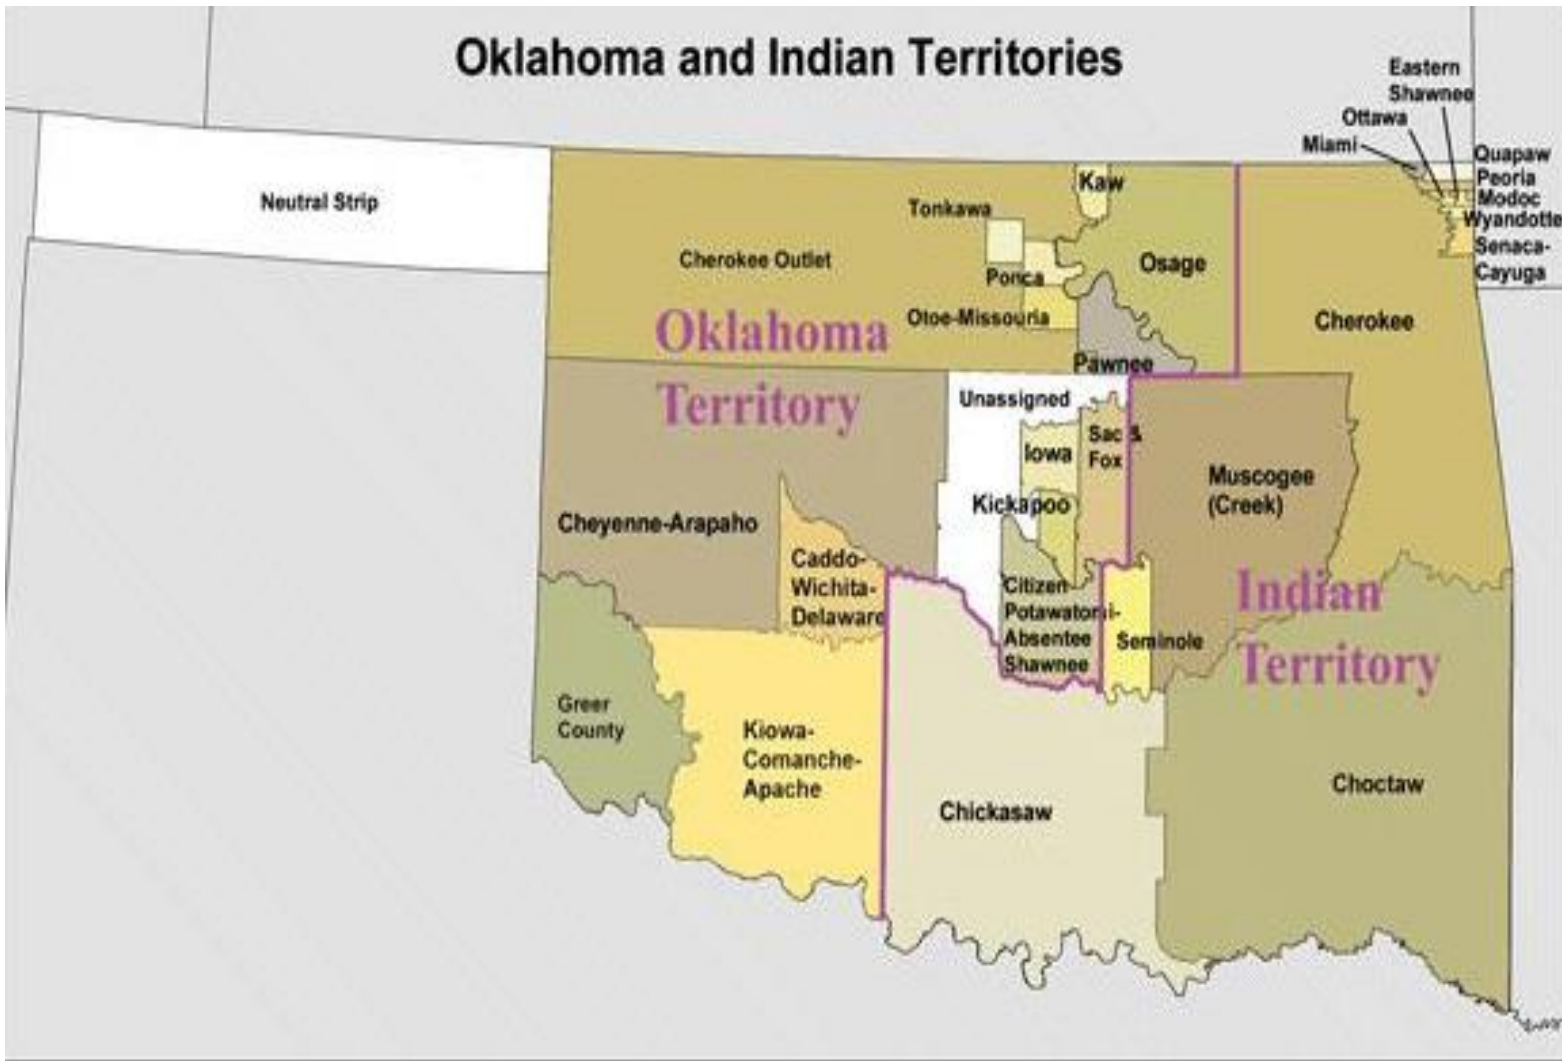 Oklahoma and Indian Territories
Eastern
Shawnee
Ottawa
Miami
Quapaw
Peoria
Modoc
Wyandotte
Senaca-
Cayuga
Neutral Strip
Kaw
Tonkawa
Cherokee Outlet
Ponca
Osage
Otoe-Missouria
Cherokee
Oklahoma
Territory
Pawnee
Unassigned
Sac &
Fox
Iowa
Muscogee
(Creek)
Kickapoo
Cheyenne-Arapaho
Caddo-
Wichita-
Delaware
Citizen
Potawatomi-
Absentee
Shawnee
Seminole
Indian
Territory
Greer
County
Kiowa-
Comanche-
Apache
Chickasaw
Choctaw